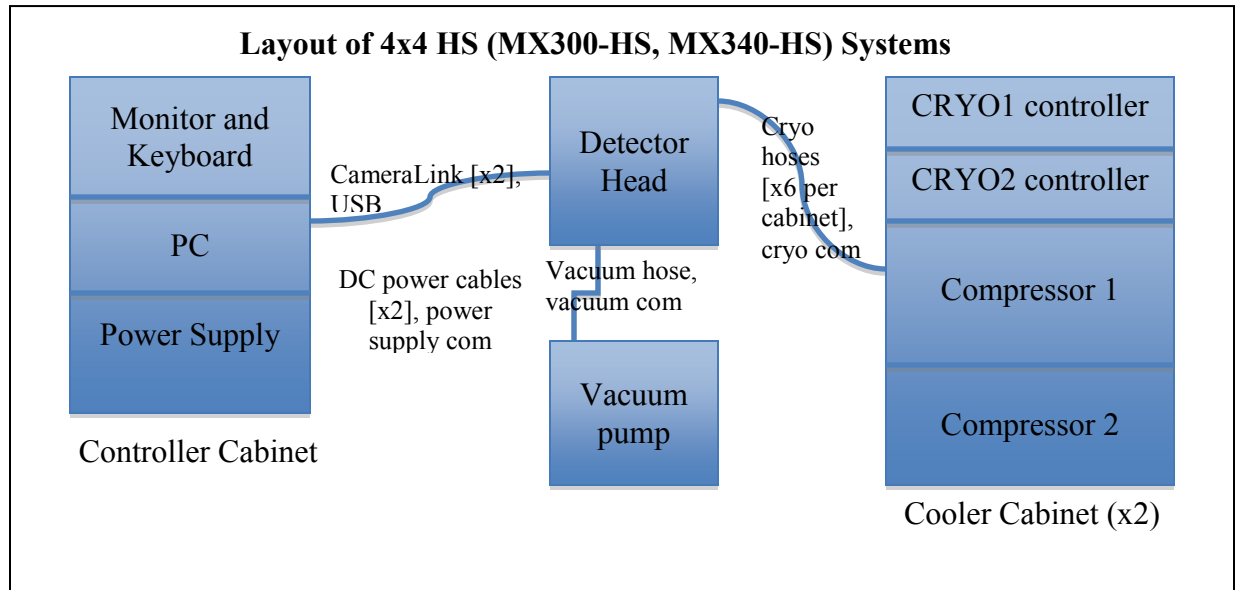 Layout of 4x4 HS (MX300-HS, MX340-HS) Systems
Monitor and
Keyboard
PC
Power Supply
Controller Cabinet
CameraLink [x2],
USB
DC power cables
[x2], power
supply com
Detector
Head
Vacuum hose,
vacuum com
Vacuum
pump
Cryo
hoses
[x6 per
cabinet],
cryo com
CRYO1 controller
CRYO2 controller
Compressor 1
Compressor 2
Cooler Cabinet (x2)